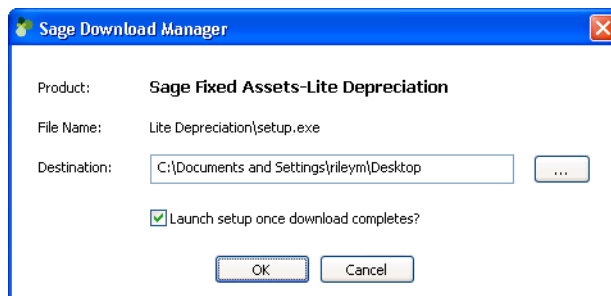 Sage Download Manager
Product: Sage Fixed Assets-Lite Depreciation
File Name: Lite Depreciation\setup.exe
Destination: C:\Documents and Settings\rileym\Desktop ...
Launch setup once download completes?
OK Cancel